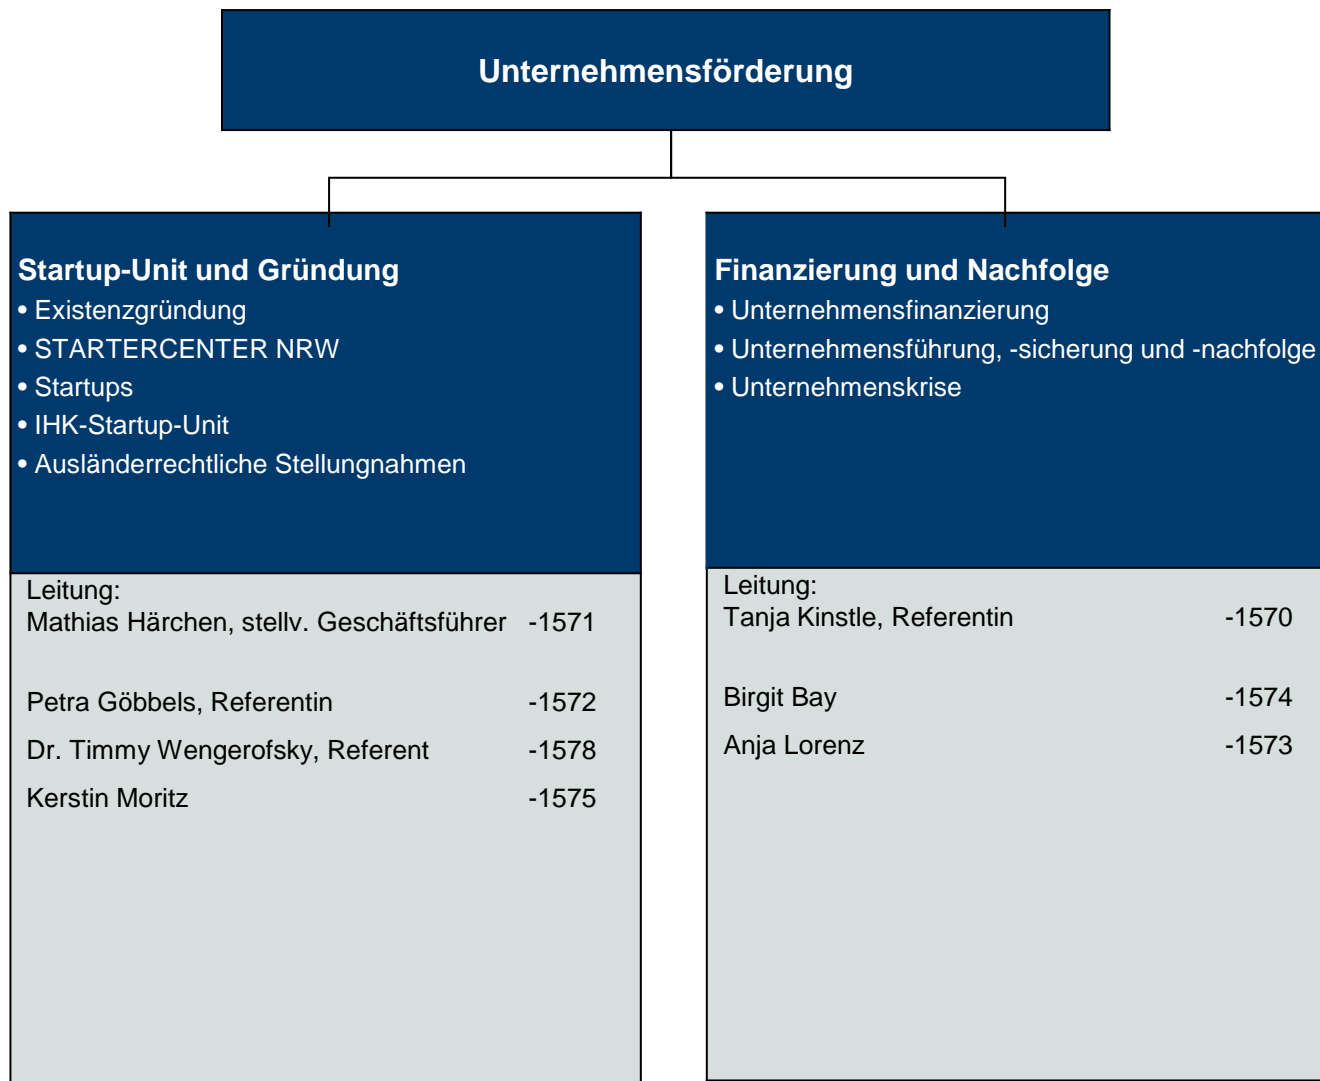 Unternehmensförderung
Startup-Unit und Gründung
• Existenzgründung
• STARTERCENTER NRW
• Startups
• IHK-Startup-Unit
• Ausländerrechtliche Stellungnahmen
Leitung:
Mathias Härchen, stellv. Geschäftsführer -1571
Petra Göbbels, Referentin -1572
Dr. Timmy Wengerofsky, Referent -1578
Kerstin Moritz -1575
Finanzierung und Nachfolge
• Unternehmensfinanzierung
• Unternehmensführung, -sicherung und -nachfolge
• Unternehmenskrise
Leitung:
Tanja Kinstle, Referentin -1570
Birgit Bay -1574
Anja Lorenz -1573